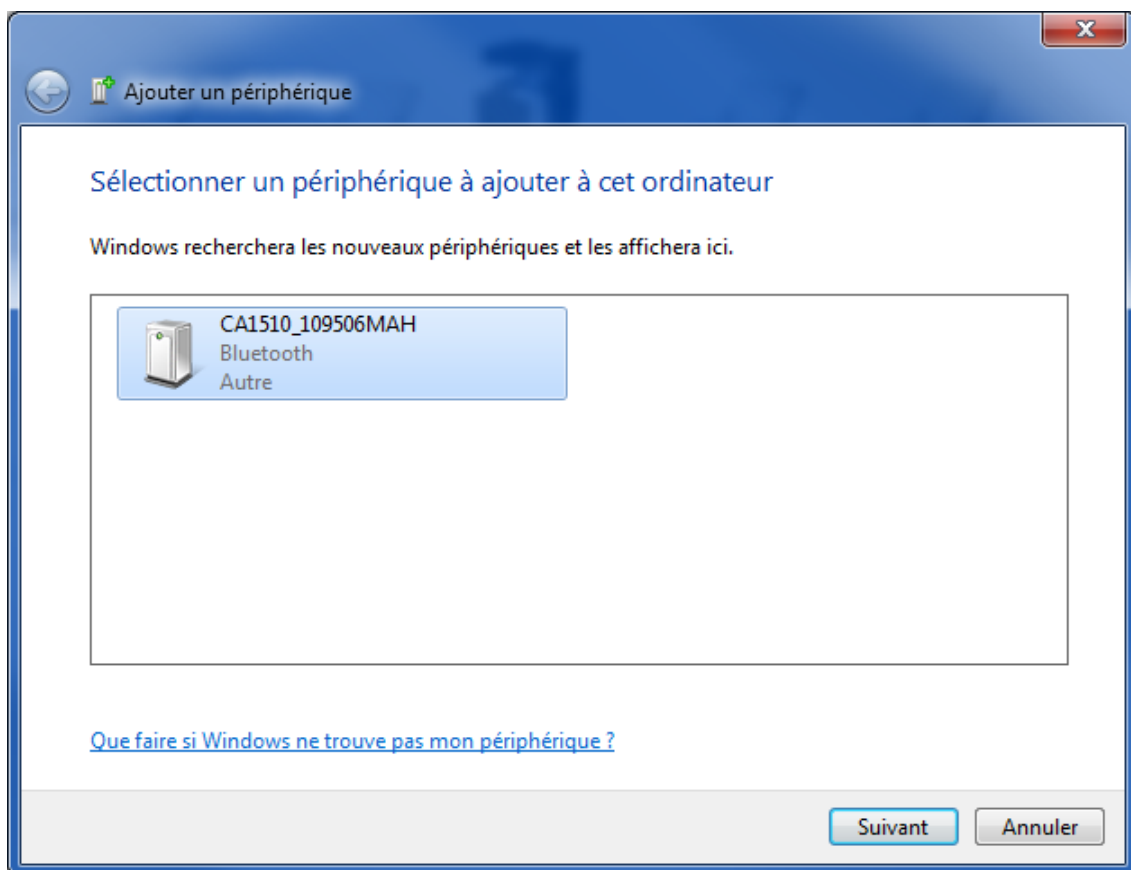 Ajouter un périphérique
Sélectionner un périphérique à ajouter à cet ordinateur
Windows recherchera les nouveaux périphériques et les affichera ici.
CA1510_109506MAH
Bluetooth
Autre
Que faire si Windows ne trouve pas mon périphérique ?
Suivant
Annuler